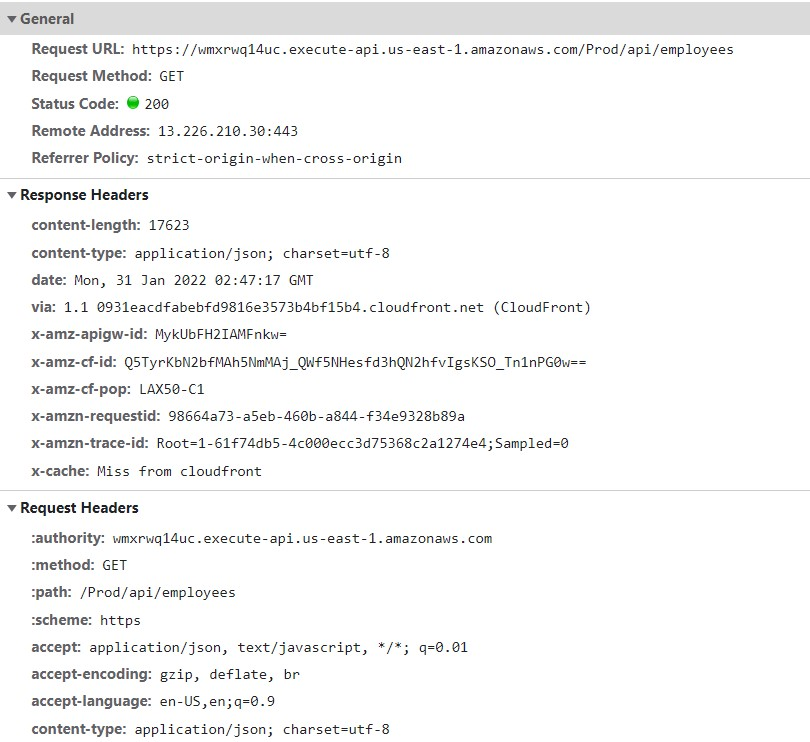 General
Request URL: https://wmxrwq14uc.execute-api.us-east-1.amazonaws.com/Prod/api/employees
Request Method: GET
Status Code: 200
Remote Address: 13.226.210.30:443
Referrer Policy: strict-origin-when-cross-origin
Response Headers
content-length: 17623
content-type: application/json; charset=utf-8
date: Mon, 31 Jan 2022 02:47:17 GMT
via: 1.1 0931eacdfabebfd9816e3573b4bf15b4.cloudfront.net (CloudFront)
x-amz-apigw-id: MykUbFH2IAMFnkw=
x-amz-cf-id: Q5TyrKbN2bfMAh5NmMAj_QWf5NHesfd3hQN2hfvIgsKSO_Tn1nPG0w==
x-amz-cf-pop: LAX50-C1
x-amzn-requestid: 98664a73-a5eb-460b-a844-f34e9328b89a
x-amzn-trace-id: Root=1-61f74db5-4c000ecc3d75368c2a1274e4;Sampled=0
x-cache: Miss from cloudfront
Request Headers
:authority: wmxrwq14uc.execute-api.us-east-1.amazonaws.com
:method: GET
:path: /Prod/api/employees
:scheme: https
accept: application/json, text/javascript, */*; q=0.01
accept-encoding: gzip, deflate, br
accept-language: en-US,en;q=0.9
content-type: application/json; charset=utf-8